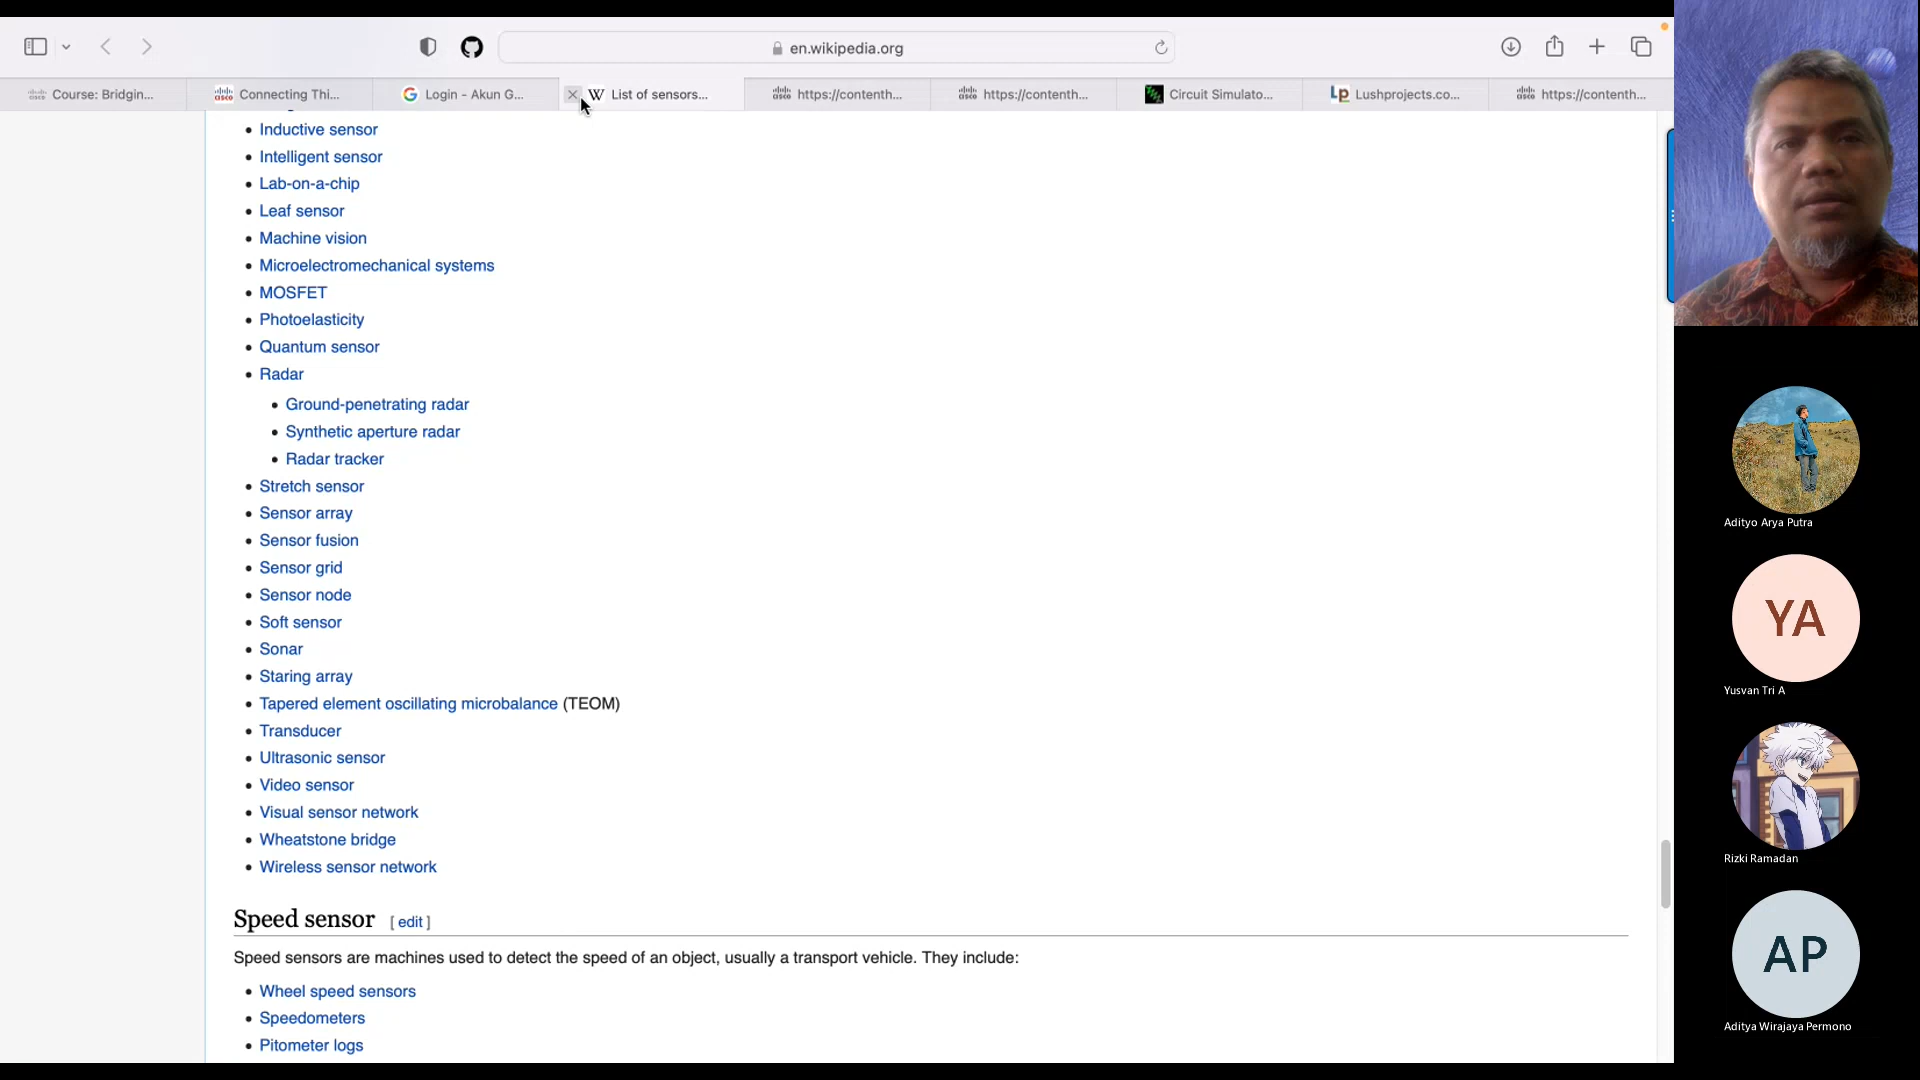 en.wikipedia.org
Course: Bridgin...
Connecting Thi...
Login - Akun G...
List of sensors...
https://contenth...
https://contenth...
Circuit Simulato...
Lushprojects.co...
https://contenth...
Inductive sensor
Intelligent sensor
Lab-on-a-chip
Leaf sensor
Machine vision
Microelectromechanical systems
MOSFET
Photoelasticity
Quantum sensor
Radar
Ground-penetrating radar
Synthetic aperture radar
Radar tracker
Stretch sensor
Sensor array
Sensor fusion
Sensor grid
Sensor node
Soft sensor
Sonar
Staring array
Tapered element oscillating microbalance (TEOM)
Transducer
Ultrasonic sensor
Video sensor
Visual sensor network
Wheatstone bridge
Wireless sensor network
Speed sensor [ edit ]
Speed sensors are machines used to detect the speed of an object, usually a transport vehicle. They include:
Wheel speed sensors
Speedometers
Pitometer logs
Adityo Arya Putra
YA
Yusvan Tri A
Rizki Ramadan
AP
Aditya Wirajaya Permono